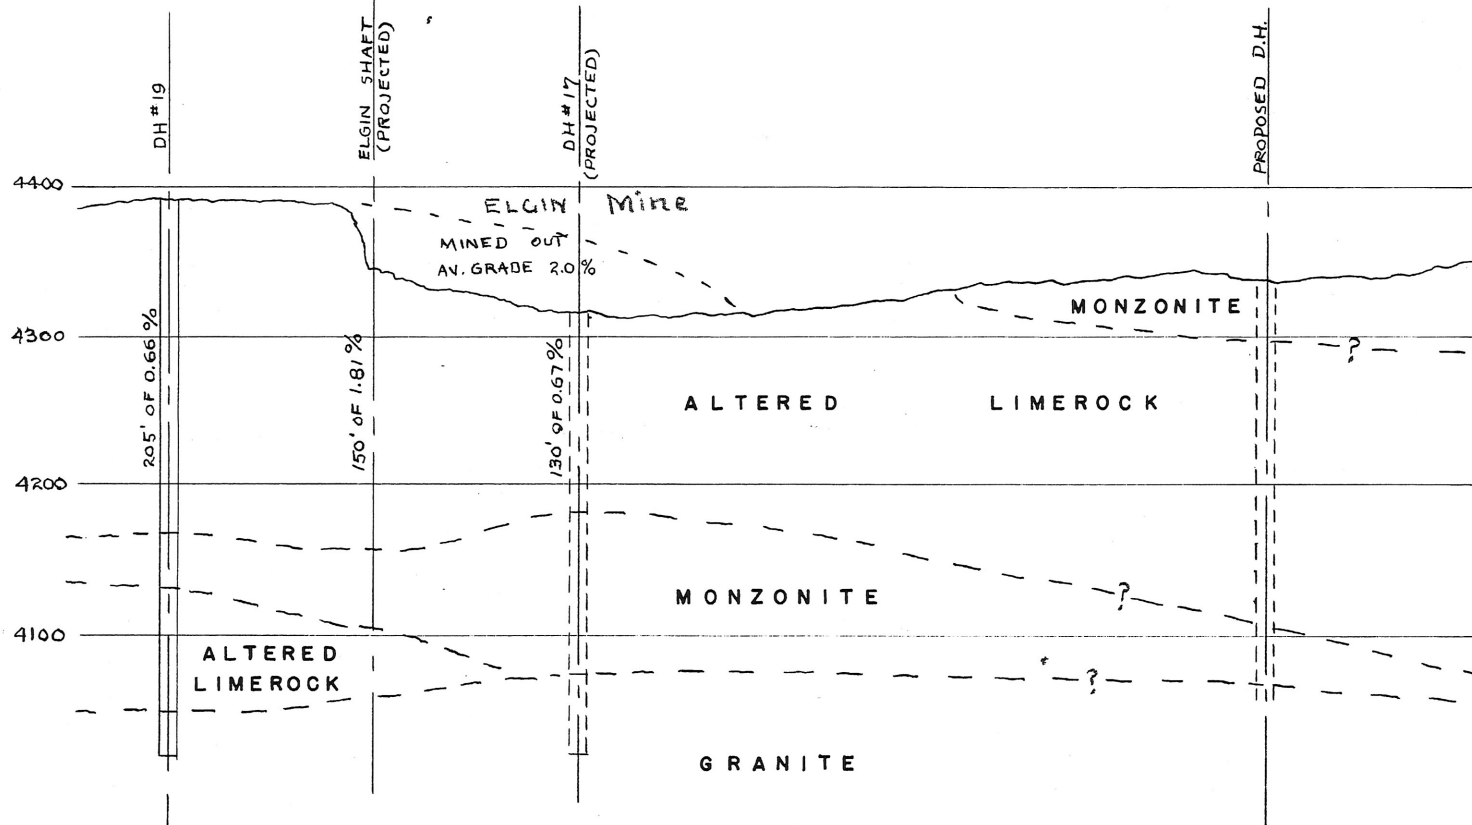 DH #19
ELGIN SHAFT
(PROJECTED)
DH #17
(PROJECTED)
PROPOSED D.H.
4400
ELGIN Mine
MINED OUT
AV. GRADE 2.0%
MONZONITE
4300
?
205' OF 0.66%
150' OF 1.81%
130' OF 0.67%
ALTERED LIMEROCK
4200
MONZONITE
?
4100
ALTERED
LIMEROCK
?
GRANITE